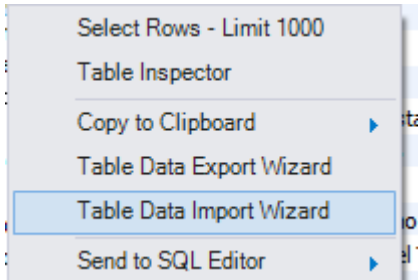 Select Rows - Limit 1000
Table Inspector
Copy to Clipboard
Table Data Export Wizard
Table Data Import Wizard
Send to SQL Editor